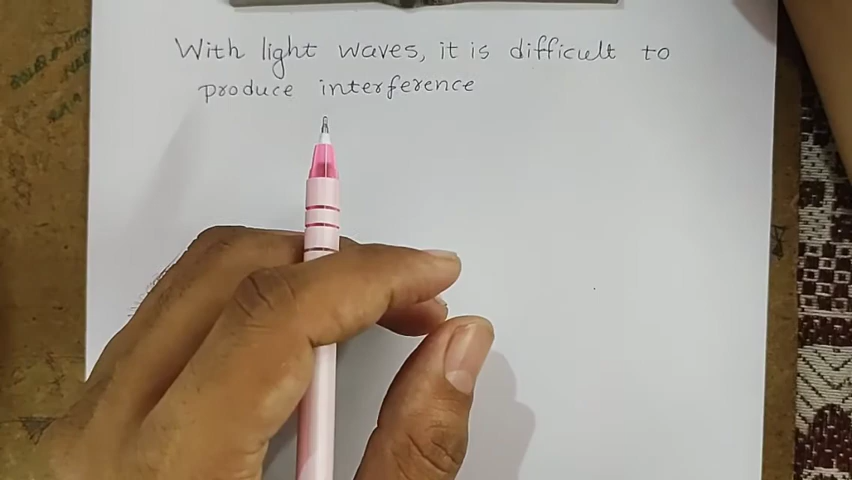 With light waves, it is difficult to
produce interference